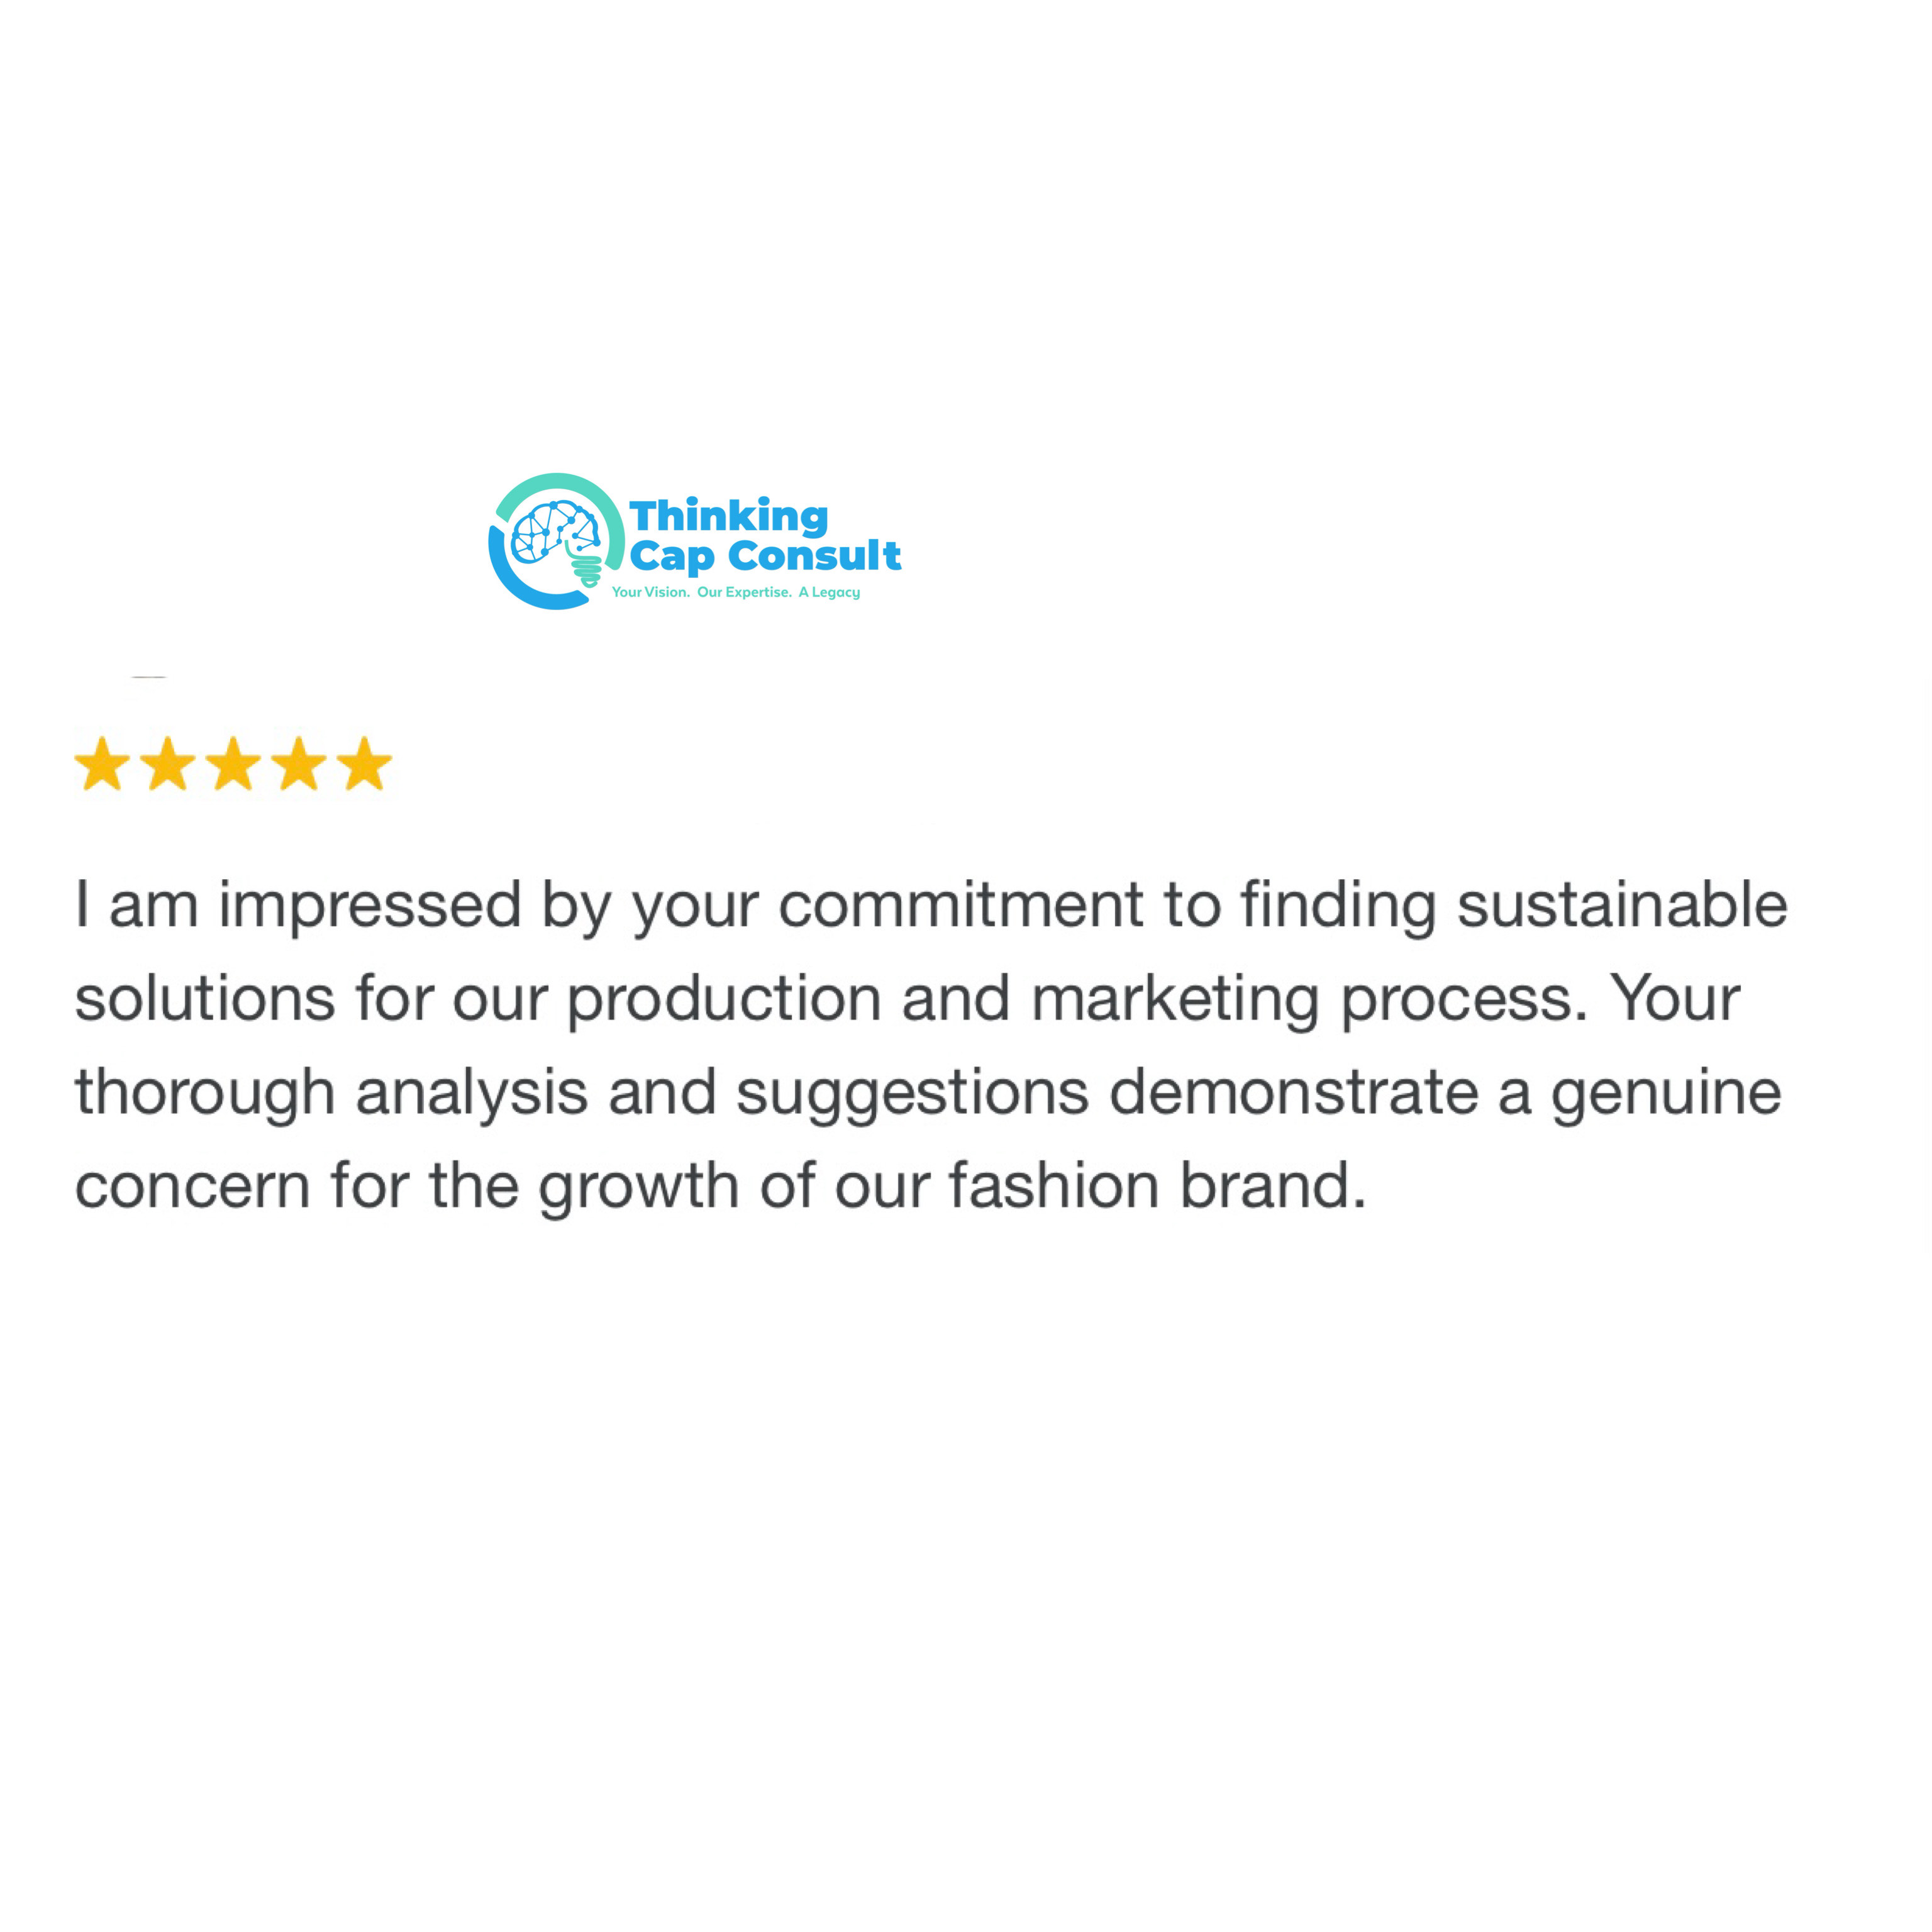 Thinking
Cap Consult
Your Vision. Our Expertise. A Legacy
I am impressed by your commitment to finding sustainable
solutions for our production and marketing process. Your
thorough analysis and suggestions demonstrate a genuine
concern for the growth of our fashion brand.